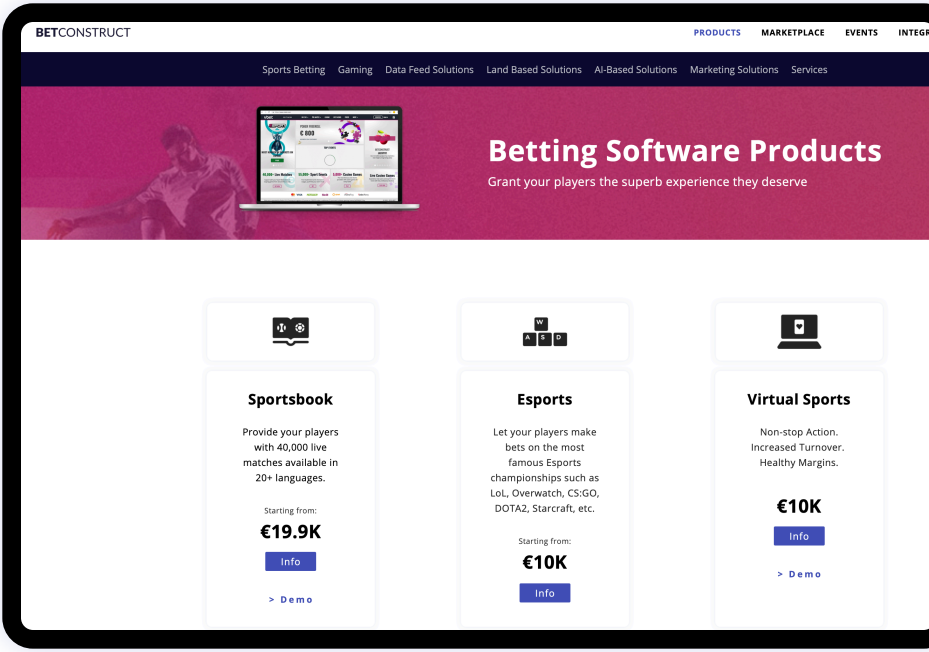 BETCONSTRUCT
PRODUCTS MARKETPLACE EVENTS INTEGR
Sports Betting Gaming Data Feed Solutions Land Based Solutions AI-Based Solutions Marketing Solutions Services
€ 800
Betting Software Products
Grant your players the superb experience they deserve
W
A S D
Sportsbook
Provide your players
with 40,000 live
matches available in
20+ languages.
Starting from:
€19.9K
Info
> Demo
Esports
Let your players make
bets on the most
famous Esports
championships such as
LoL, Overwatch, CS:GO,
DOTA2, Starcraft, etc.
Starting from:
€10K
Info
Virtual Sports
Non-stop Action.
Increased Turnover.
Healthy Margins.
€10K
Info
> Demo